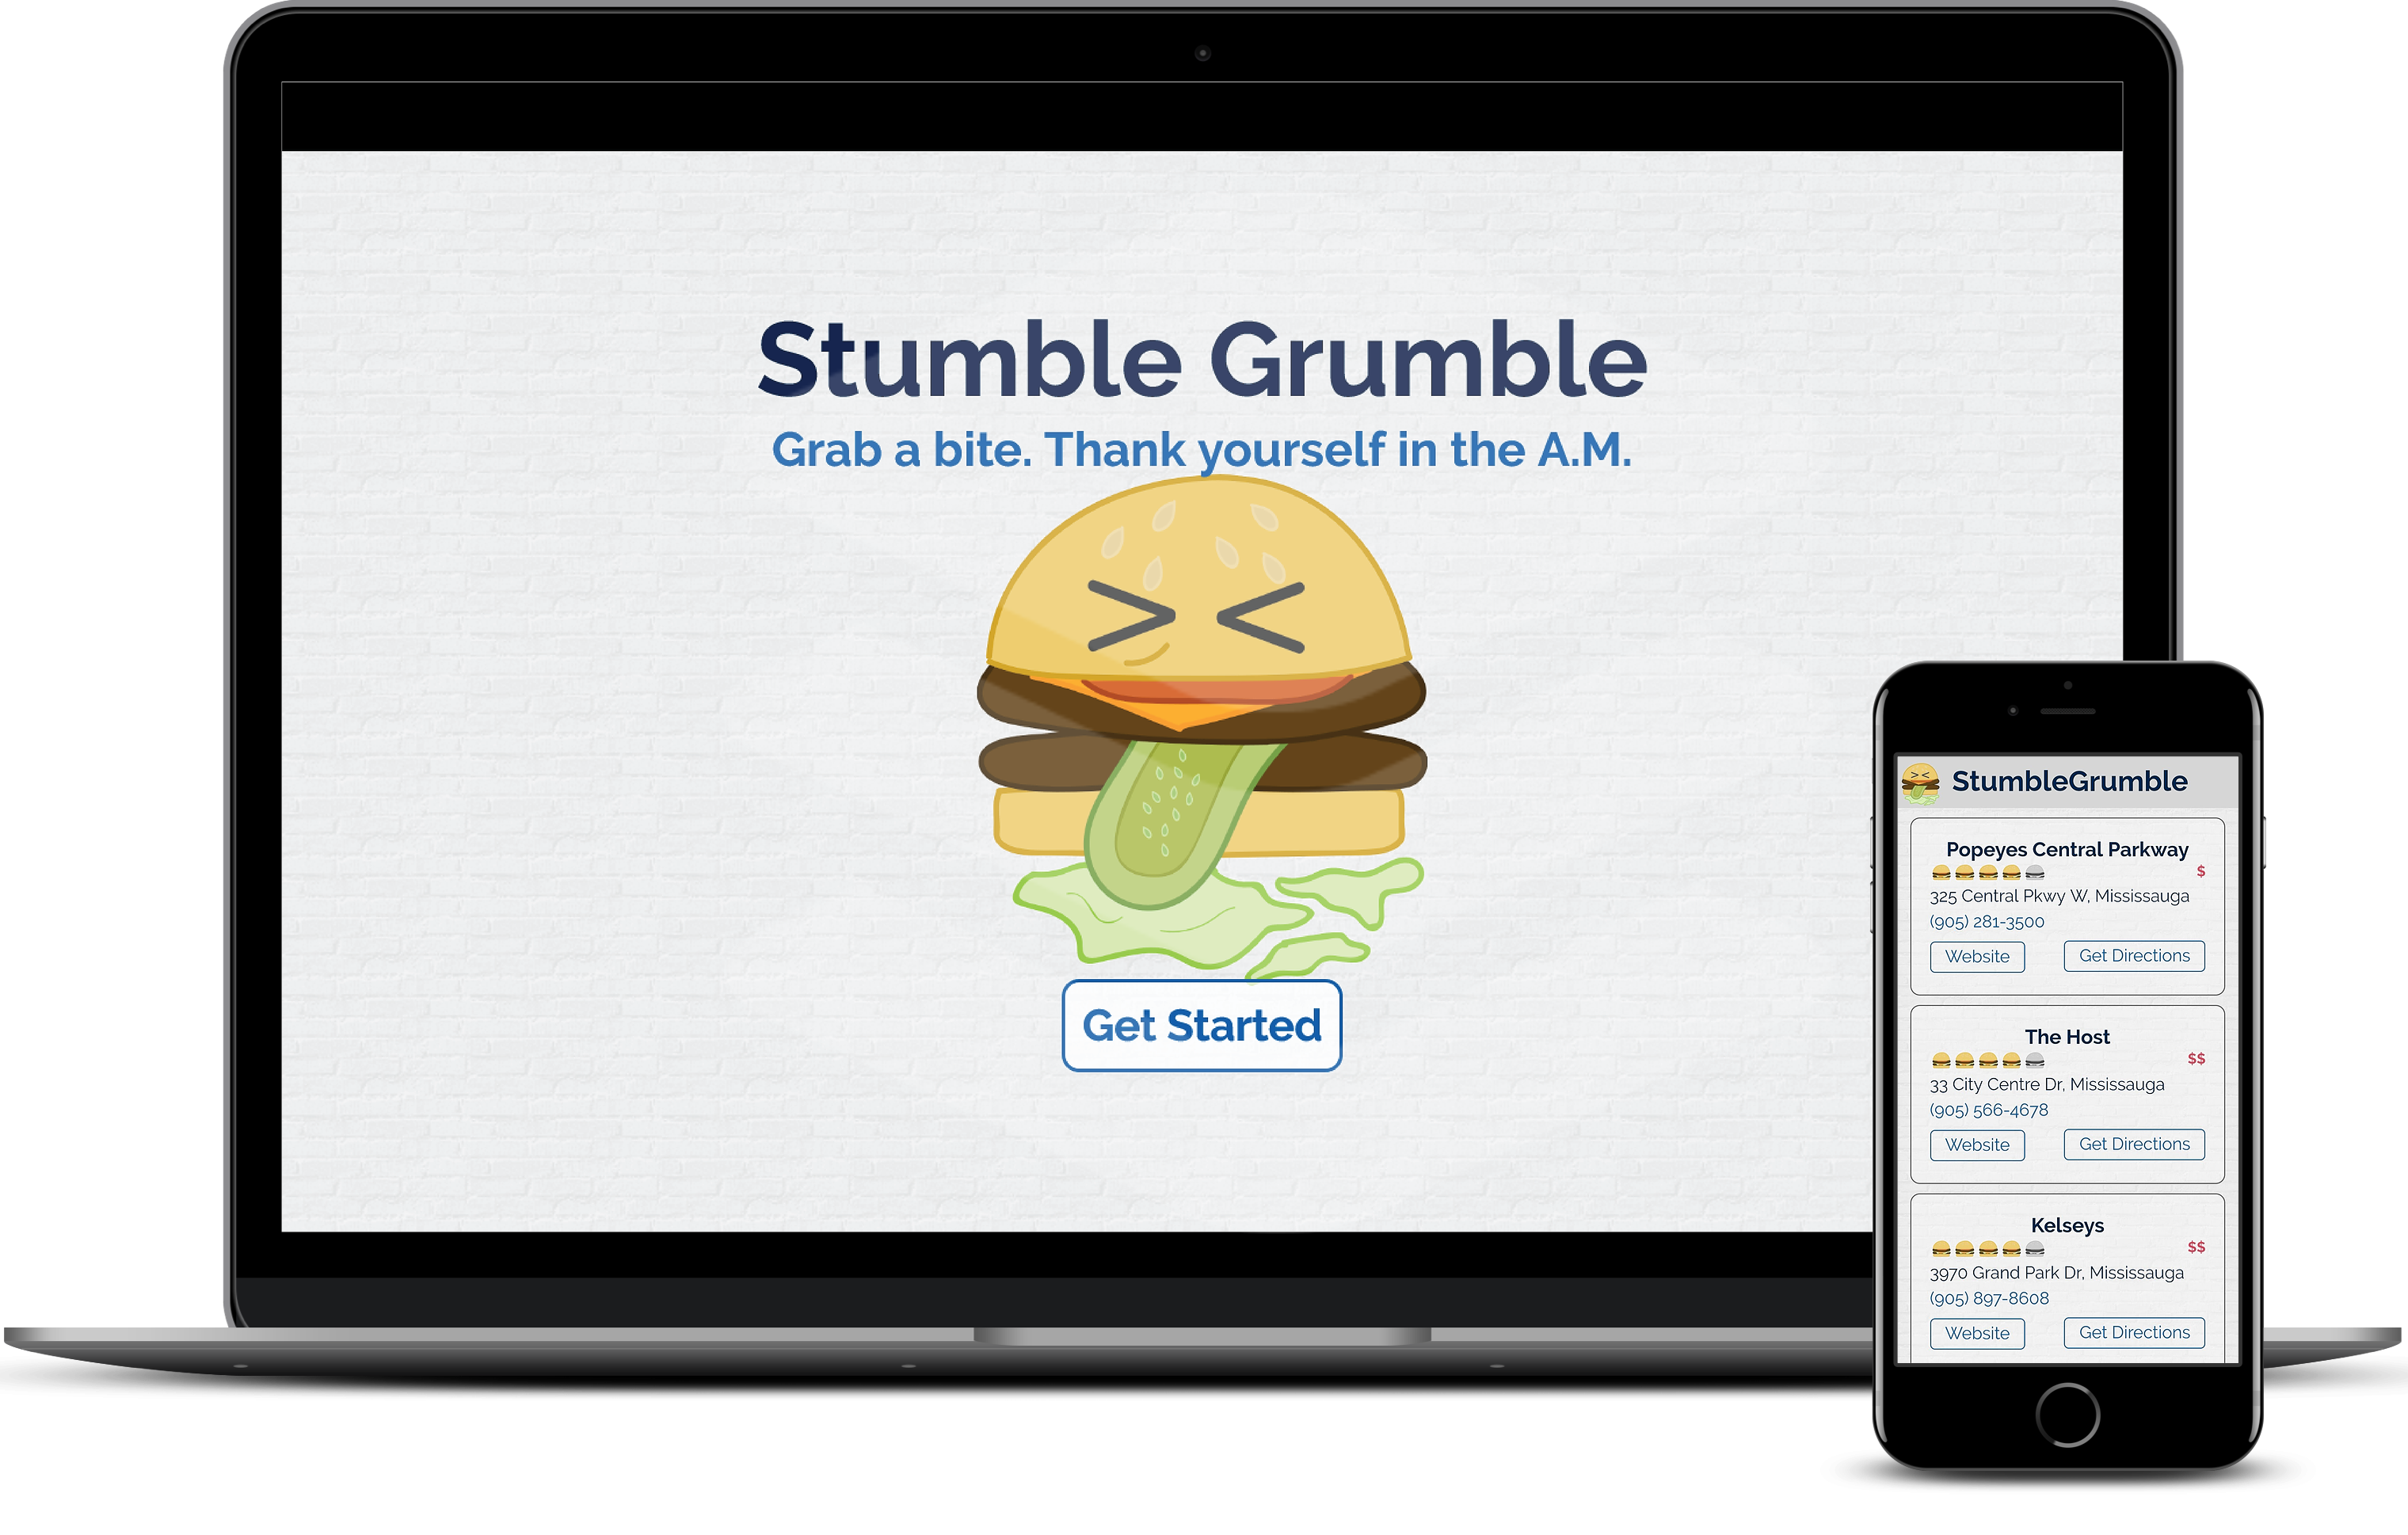 Stumble Grumble
Grab a bite. Thank yourself in the A.M.
Get Started
StumbleGrumble
Popeyes Central Parkway
$
325 Central Pkwy W, Mississauga
(905) 281-3500
Website Get Directions
The Host
$$
33 City Centre Dr, Mississauga
(905) 566-4678
Website Get Directions
Kelseys
$$
3970 Grand Park Dr, Mississauga
(905) 897-8608
Website Get Directions